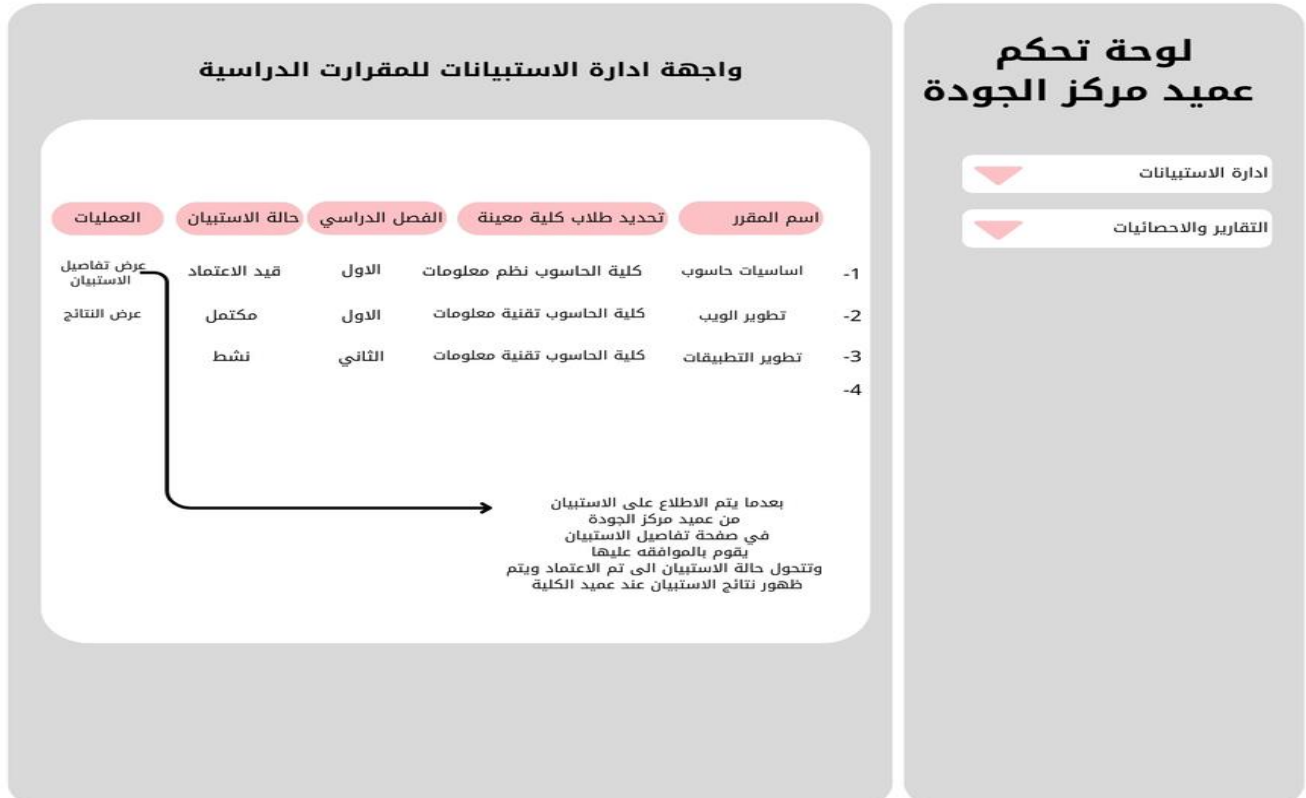 لوحة تحكم
عميد مركز الجودة
ادارة الاستبيانات
التقارير والاحصائيات
واجهة ادارة الاستبيانات للمقرارت الدراسية
اسم المقرر تحديد طلاب كلية معينة الفصل الدراسي حالة الاستبيان العمليات
1- اساسيات حاسوب كلية الحاسوب نظم معلومات الاول قيد الاعتماد عرض تفاصيل
الاستبيان
2- تطوير الويب كلية الحاسوب تقنية معلومات الاول مكتمل عرض النتائج
3- تطوير التطبيقات كلية الحاسوب تقنية معلومات الثاني نشط
4-
بعدما يتم الاطلاع على الاستبيان
من عميد مركز الجودة
في صفحة تفاصيل الاستبيان
يقوم بالموافقه عليها
وتتحول حالة الاستبيان الى تم الاعتماد ويتم
ظهور نتائج الاستبيان عند عميد الكلية